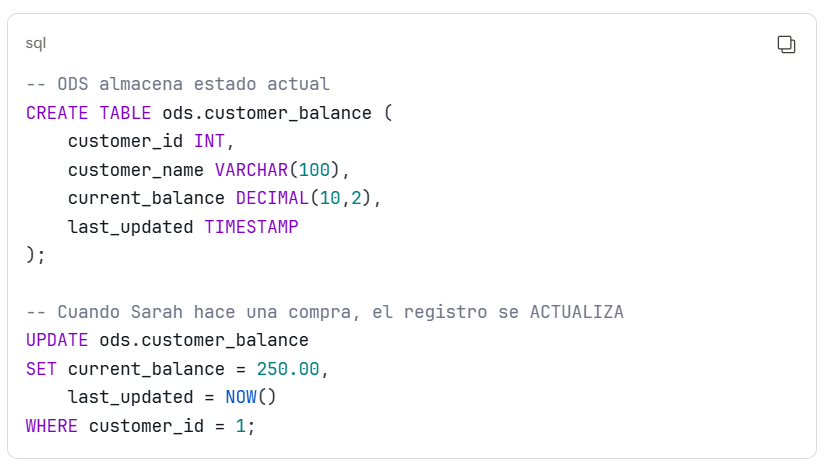 sql
-- ODS almacena estado actual
CREATE TABLE ods.customer_balance (
    customer_id INT,
    customer_name VARCHAR(100),
    current_balance DECIMAL(10,2),
    last_updated TIMESTAMP
);
-- Cuando Sarah hace una compra, el registro se ACTUALIZA
UPDATE ods.customer_balance
SET current_balance = 250.00,
    last_updated = NOW()
WHERE customer_id = 1;